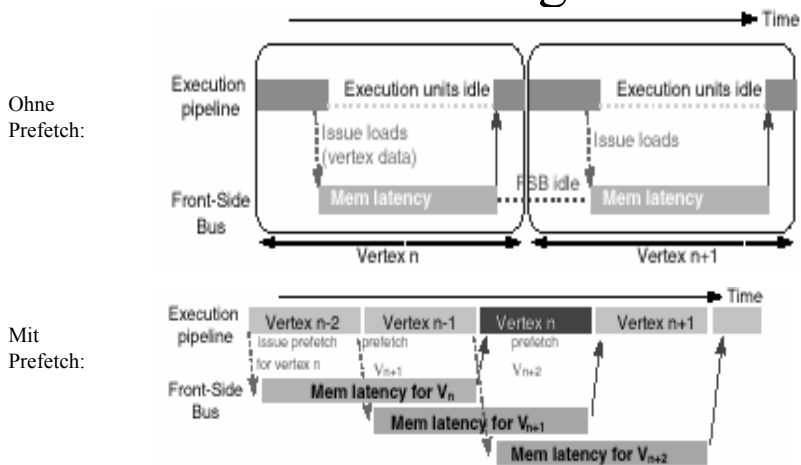 Time
Ohne
Prefetch:
Execution
pipeline
Execution units idle
Execution units idle
Issue loads
(vertex data)
Issue loads
Front-Side
Bus
Mem latency
FSB idle
Mem latency
Vertex n
Vertex n+1
Time
Mit
Prefetch:
Execution
pipeline
Vertex n-2
Vertex n-1
Vertex n
Vertex n+1
issue prefetch
for vertex n
prefetch
Vn+1
prefetch
Vn+2
Front-Side
Bus
Mem latency for Vn
Mem latency for Vn+1
Mem latency for Vn+2